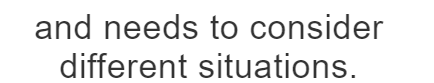 and needs to consider
different situations.